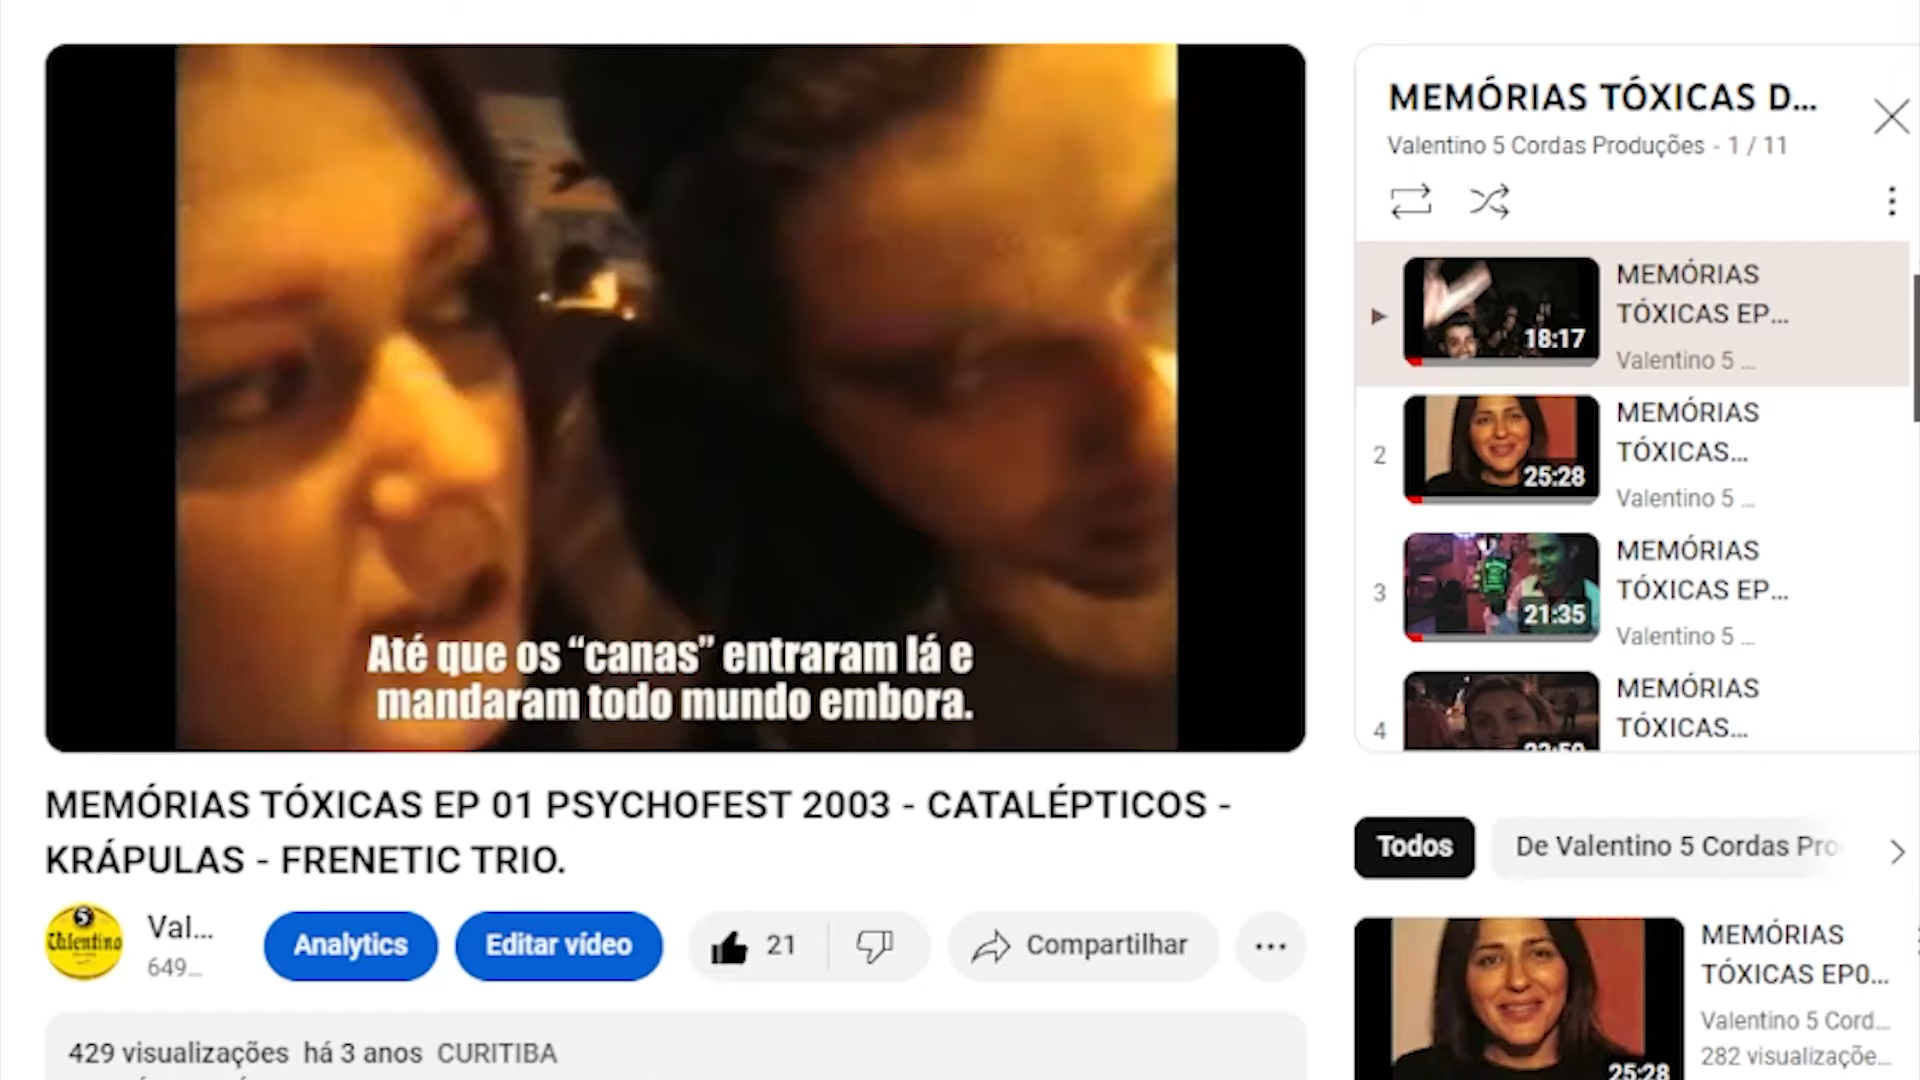 Até que os “canas” entraram lá e
mandaram todo mundo embora.
MEMÓRIAS TÓXICAS EP 01 PSYCHOFEST 2003 - CATALÉPTICOS -
KRÁPULAS - FRENETIC TRIO.
5
Valentino
Val...
649...
Analytics
Editar vídeo
21
Compartilhar
429 visualizações há 3 anos CURITIBA
MEMÓRIAS TÓXICAS D...
Valentino 5 Cordas Produções - 1 / 11
18:17
MEMÓRIAS
TÓXICAS EP...
Valentino 5 ...
2
25:28
MEMÓRIAS
TÓXICAS...
Valentino 5 ...
3
21:35
MEMÓRIAS
TÓXICAS EP...
Valentino 5 ...
4
MEMÓRIAS
TÓXICAS...
Todos
De Valentino 5 Cordas Pro
25:28
MEMÓRIAS
TÓXICAS EP0...
Valentino 5 Cord...
282 visualizaçõe...